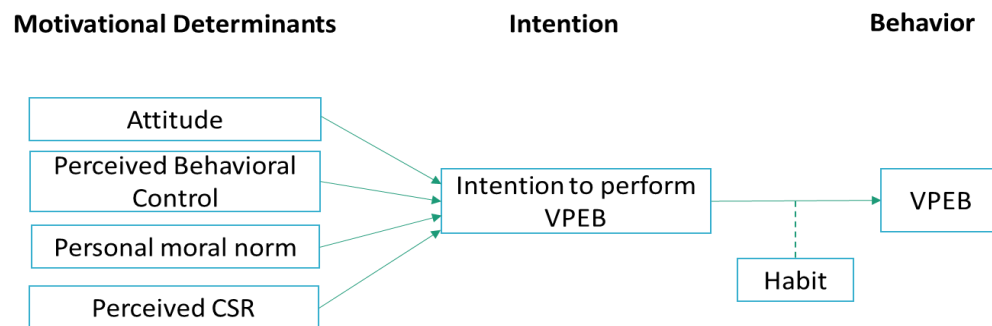 Motivational Determinants
Intention
Behavior
Attitude
Perceived Behavioral
Control
Personal moral norm
Perceived CSR
Intention to perform
VPEB
Habit
VPEB